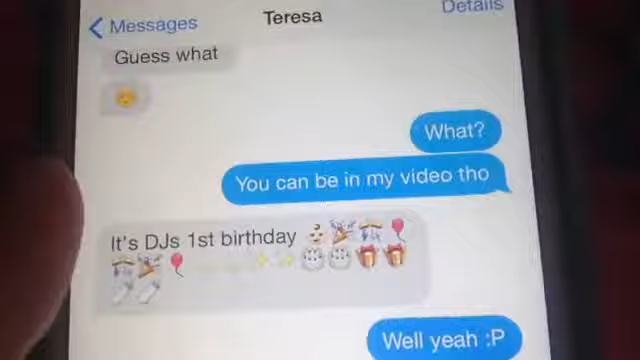 Messages
Teresa
Details
Guess what
What?
You can be in my video tho
It's DJs 1st birthday
Well yeah :P